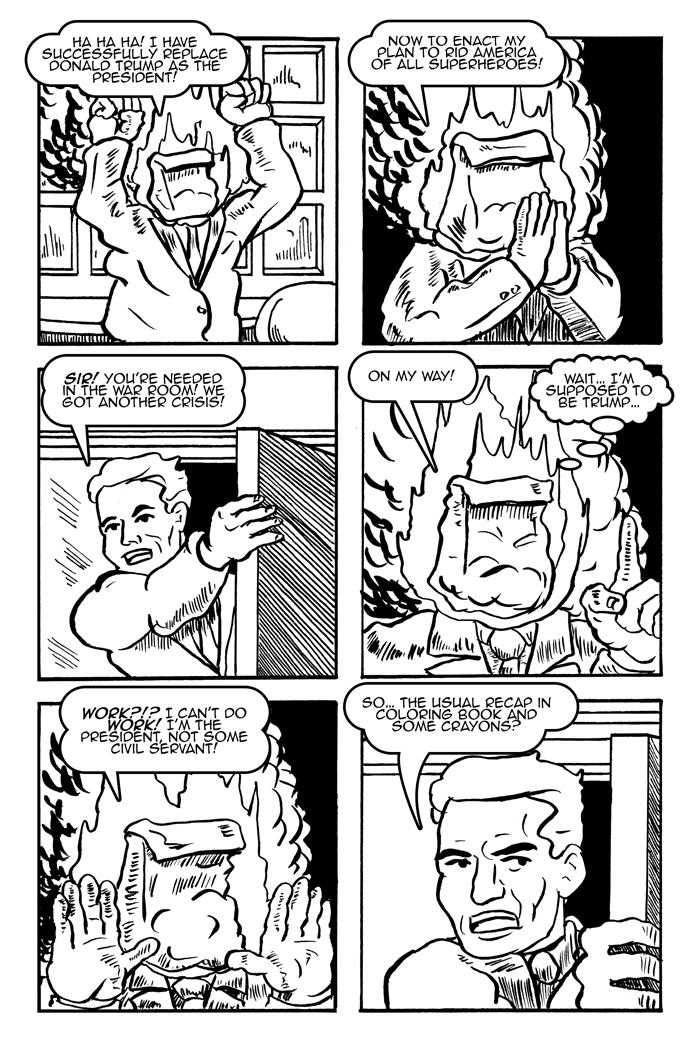 HA HA HA! I HAVE
SUCCESSFULLY REPLACE
DONALD TRUMP AS THE
PRESIDENT!
NOW TO ENACT MY
PLAN TO RID AMERICA
OF ALL SUPERHEROES!
SIR! YOU'RE NEEDED
IN THE WAR ROOM! WE
GOT ANOTHER CRISIS!
ON MY WAY!
WAIT... I'M
SUPPOSED TO
BE TRUMP...
WORK?!? I CAN'T DO
WORK! I'M THE
PRESIDENT, NOT SOME
CIVIL SERVANT!
SO... THE USUAL RECAP IN
COLORING BOOK AND
SOME CRAYONS?